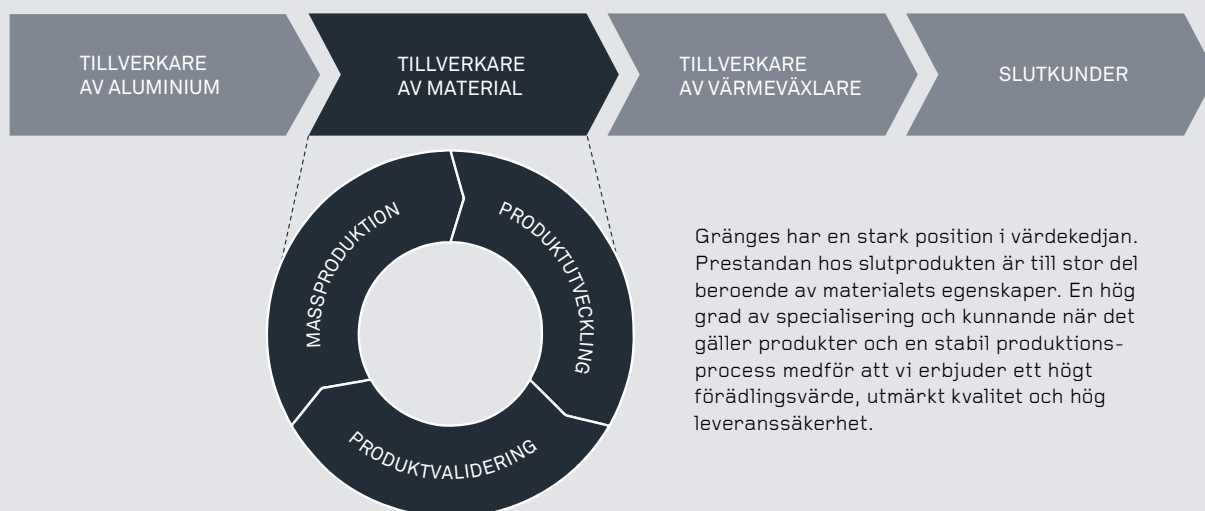 TILLVERKARE
AV ALUMINIUM
TILLVERKARE
AV MATERIAL
TILLVERKARE
AV VÄRMEVÄXLARE
SLUTKUNDER
MASSPRODUKTION
PRODUKTUTVECKLING
PRODUKTVALIDERING
Gränges har en stark position i värdekedjan.
Prestandan hos slutprodukten är till stor del
beroende av materialets egenskaper. En hög
grad av specialisering och kunnande när det
gäller produkter och en stabil produktions-
process medför att vi erbjuder ett högt
förädlingsvärde, utmärkt kvalitet och hög
leveranssäkerhet.